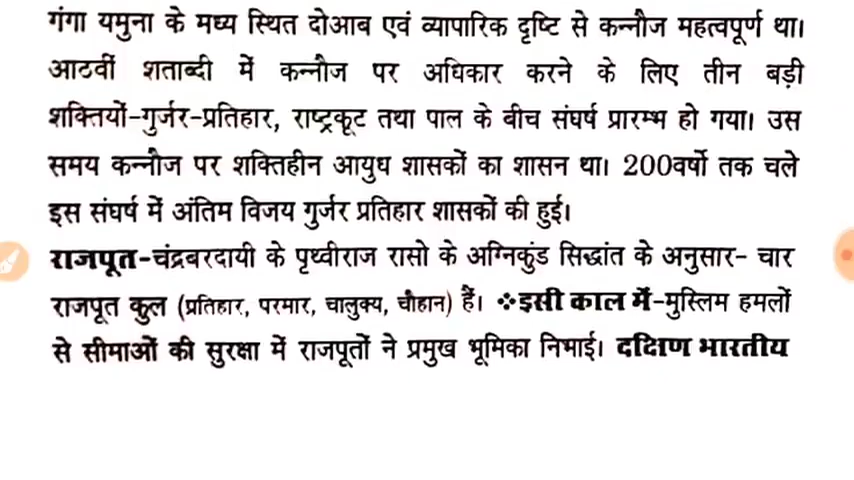 गंगा यमुना के मध्य स्थित दोआब एवं व्यापारिक दृष्टि से कन्नौज महत्वपूर्ण था।
आठवीं शताब्दी में कन्नौज पर अधिकार करने के लिए तीन बड़ी
शक्तियों-गुर्जर-प्रतिहार, राष्ट्रकूट तथा पाल के बीच संघर्ष प्रारम्भ हो गया। उस
समय कन्नौज पर शक्तिहीन आयुध शासकों का शासन था। 200वर्षो तक चले
इस संघर्ष में अंतिम विजय गुर्जर प्रतिहार शासकों की हुई।
राजपूत-चंद्रबरदायी के पृथ्वीराज रासो के अग्निकुंड सिद्धांत के अनुसार- चार
राजपूत कुल (प्रतिहार, परमार, चालुक्य, चौहान) हैं। ❖इसी काल में-मुस्लिम हमलों
से सीमाओं की सुरक्षा में राजपूतों ने प्रमुख भूमिका निभाई। दक्षिण भारतीय